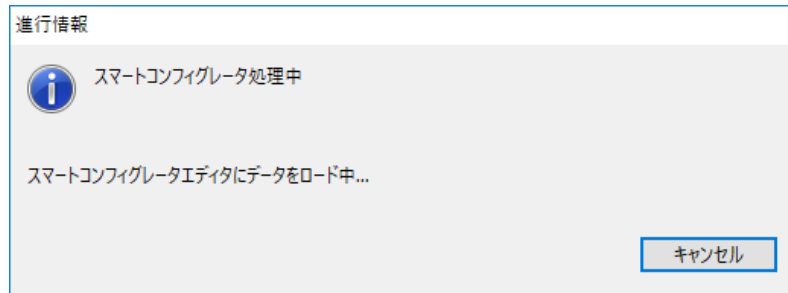 進行情報
スマートコンフィグレータ処理中
スマートコンフィグレータエディタにデータをロード中...
キャンセル